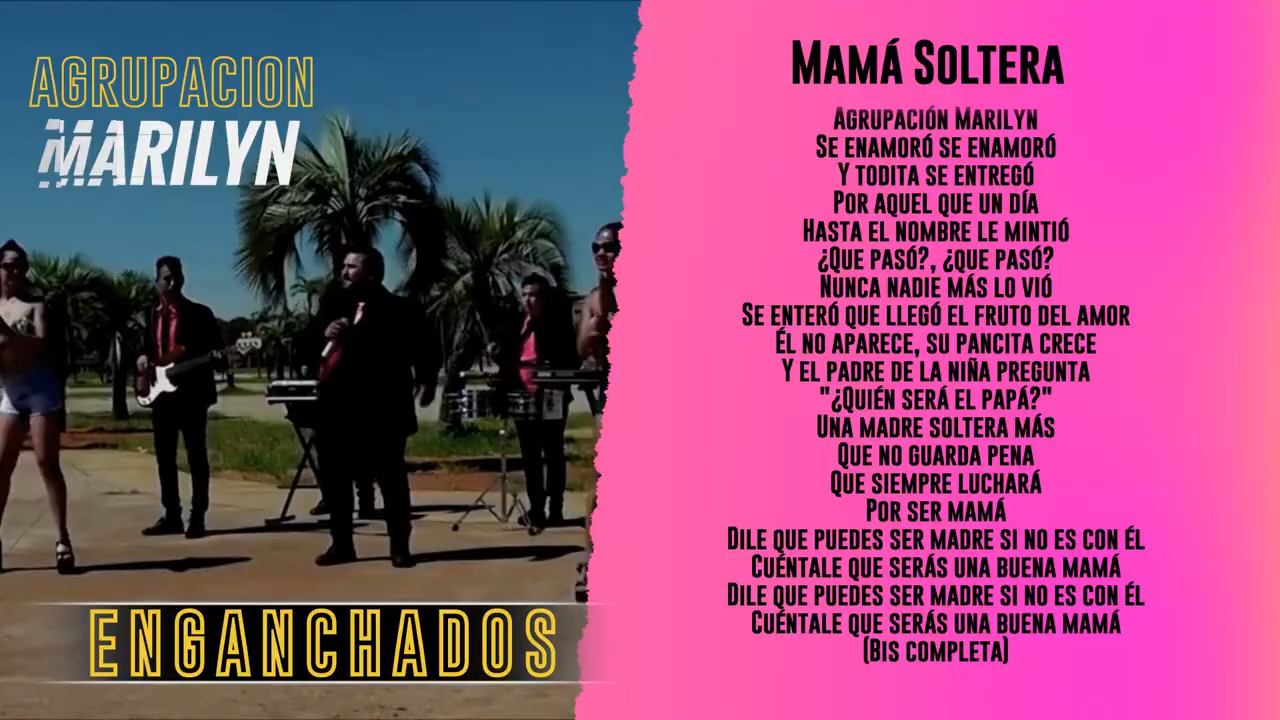 AGRUPACION
MARILYN
ENGANCHADOS
MAMÁ SOLTERA
AGRUPACIÓN MARILYN
SE ENAMORÓ SE ENAMORÓ
Y TODITA SE ENTREGÓ
POR AQUEL QUE UN DÍA
HASTA EL NOMBRE LE MINTIÓ
¿QUE PASÓ?, ¿QUE PASÓ?
NUNCA NADIE MÁS LO VIÓ
SE ENTERÓ QUE LLEGÓ EL FRUTO DEL AMOR
ÉL NO APARECE, SU PANCITA CRECE
Y EL PADRE DE LA NIÑA PREGUNTA
"¿QUIÉN SERÁ EL PAPÁ?"
UNA MADRE SOLTERA MÁS
QUE NO GUARDA PENA
QUE SIEMPRE LUCHARÁ
POR SER MAMÁ
DILE QUE PUEDES SER MADRE SI NO ES CON ÉL
CUÉNTALE QUE SERÁS UNA BUENA MAMÁ
DILE QUE PUEDES SER MADRE SI NO ES CON ÉL
CUÉNTALE QUE SERÁS UNA BUENA MAMÁ
(BIS COMPLETA)